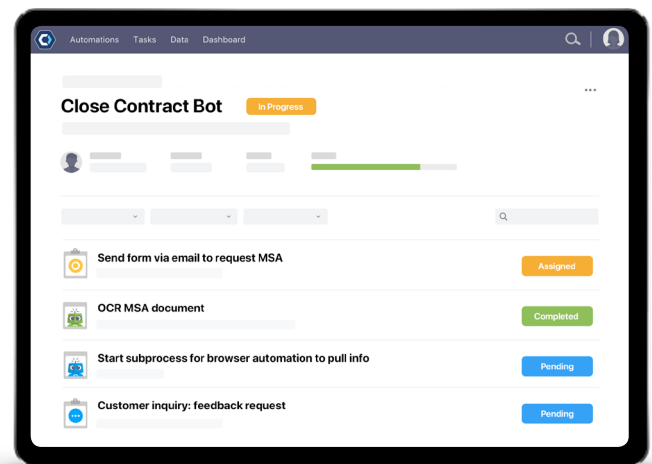 Automations Tasks Data Dashboard
Close Contract Bot In Progress
Send form via email to request MSA Assigned
OCR MSA document Completed
Start subprocess for browser automation to pull info Pending
Customer inquiry: feedback request Pending